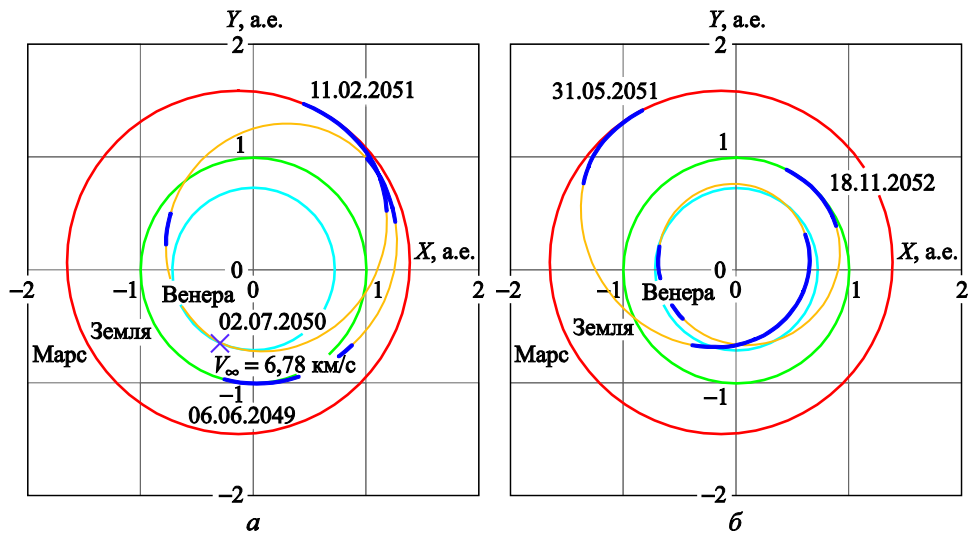 Y, а.е.
2
11.02.2051
1
X, а.е.
–2
–1
0
1
2
Венера
02.07.2050
Земля
Марс
V∞ = 6,78 км/с
–1
06.06.2049
–2
а
Y, а.е.
2
31.05.2051
1
18.11.2052
X, а.е.
–2
–1
0
1
2
Венера
Земля
Марс
–1
–2
б